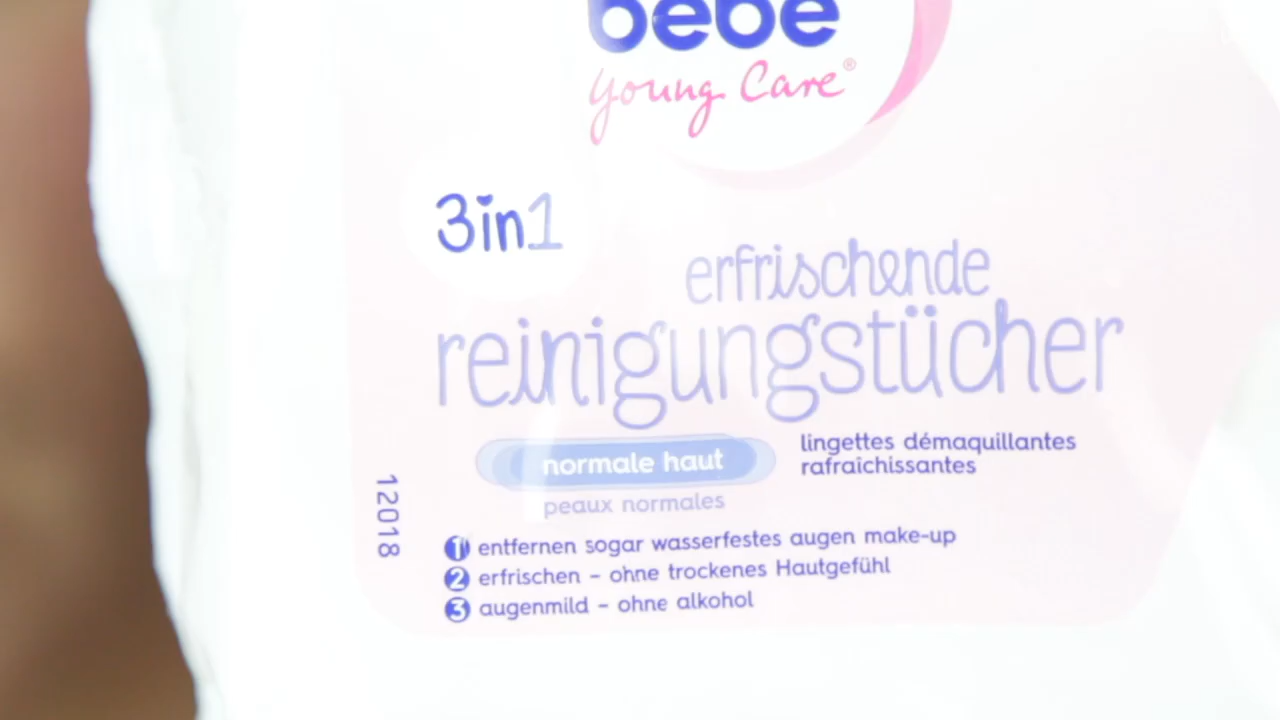 bebe
young Care®
3in1
erfrischende
reinigungstücher
normale haut
lingettes démaquillantes
rafraîchissantes
peaux normales
12018
1 entfernen sogar wasserfestes augen make-up
2 erfrischen – ohne trockenes Hautgefühl
3 augenmild – ohne alkohol